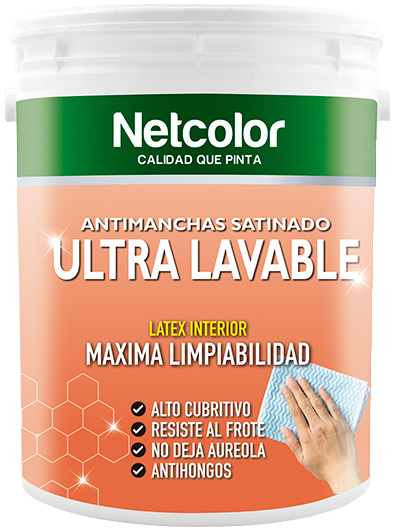 Netcolor
CALIDAD QUE PINTA
ANTIMANCHAS SATINADO
ULTRA LAVABLE
LATEX INTERIOR
MAXIMA LIMPIABILIDAD
ALTO CUBRITIVO
RESISTE AL FROTE
NO DEJA AUREOLA
ANTIHONGOS